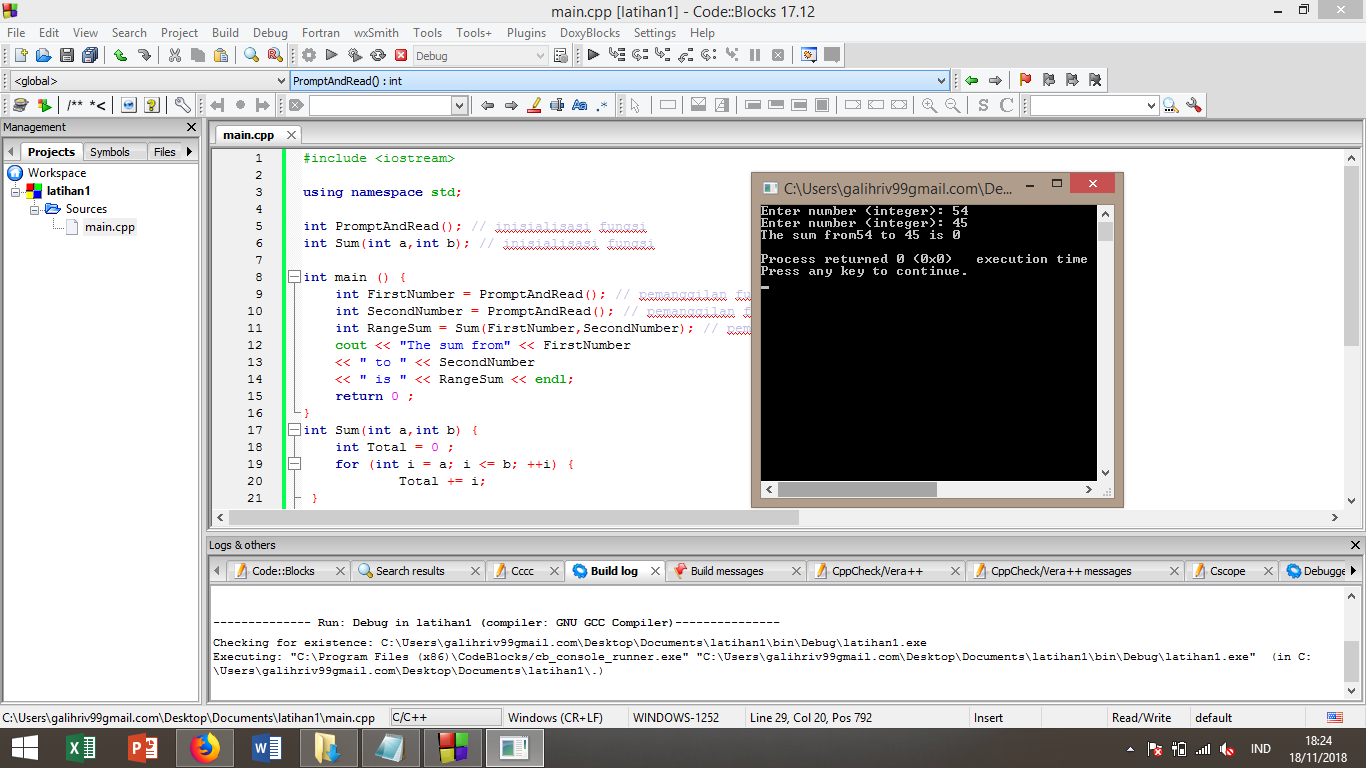 main.cpp [latihan1] - Code::Blocks 17.12
File Edit View Search Project Build Debug Fortran wxSmith Tools Tools+ Plugins DoxyBlocks Settings Help
Debug
<global> PromptAndRead() : int
/** *< Aa .* S C
Management
Projects Symbols Files
Workspace
latihan1
Sources
main.cpp
main.cpp
1 #include <iostream>
2
3 using namespace std;
4
5 int PromptAndRead(); // inisialisasi fungsi
6 int Sum(int a,int b); // inisialisasi fungsi
7
8 int main () {
9 int FirstNumber = PromptAndRead(); // pemanggilan fu
10 int SecondNumber = PromptAndRead(); // pemanggilan f
11 int RangeSum = Sum(FirstNumber,SecondNumber); // pem
12 cout << "The sum from" << FirstNumber
13 << " to " << SecondNumber
14 << " is " << RangeSum << endl;
15 return 0 ;
16 }
17 int Sum(int a,int b) {
18 int Total = 0 ;
19 for (int i = a; i <= b; ++i) {
20 Total += i;
21 }
C:\Users\galihriv99gmail.com\De...
Enter number (integer): 54
Enter number (integer): 45
The sum from54 to 45 is 0
Process returned 0 (0x0) execution time
Press any key to continue.
Logs & others
Code::Blocks Search results Cccc Build log Build messages CppCheck/Vera++ CppCheck/Vera++ messages Cscope Debugge
-------------- Run: Debug in latihan1 (compiler: GNU GCC Compiler)---------------
Checking for existence: C:\Users\galihriv99gmail.com\Desktop\Documents\latihan1\bin\Debug\latihan1.exe
Executing: "C:\Program Files (x86)\CodeBlocks/cb_console_runner.exe" "C:\Users\galihriv99gmail.com\Desktop\Documents\latihan1\bin\Debug\latihan1.exe" (in C:
\Users\galihriv99gmail.com\Desktop\Documents\latihan1\.)
C:\Users\galihriv99gmail.com\Desktop\Documents\latihan1\main.cpp C/C++ Windows (CR+LF) WINDOWS-1252 Line 29, Col 20, Pos 792 Insert Read/Write default
IND
18:24
18/11/2018